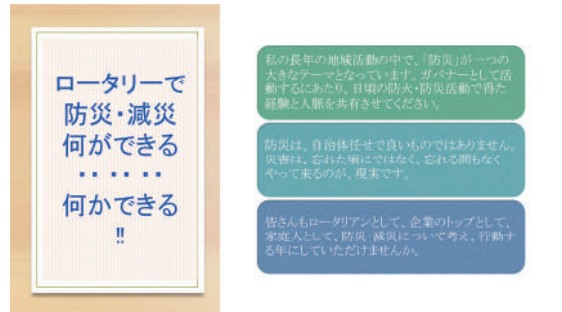 ロータリーで
防災・減災
何ができる
・・・・・
何かできる
!!
私の長年の地域活動の中で、「防災」が一つの
大きなテーマとなっています。ガバナーとして活
動するにあたり、日頃の防火・防災活動で得た
経験と人脈を共有させてください。
防災は、自治体任せで良いものではありません。
災害は、忘れた頃にではなく、忘れる間もなく
やって来るのが、現実です。
皆さんもロータリアンとして、企業のトップとして、
家庭人として、防災・減災について考え、行動す
る年にしていただけませんか。